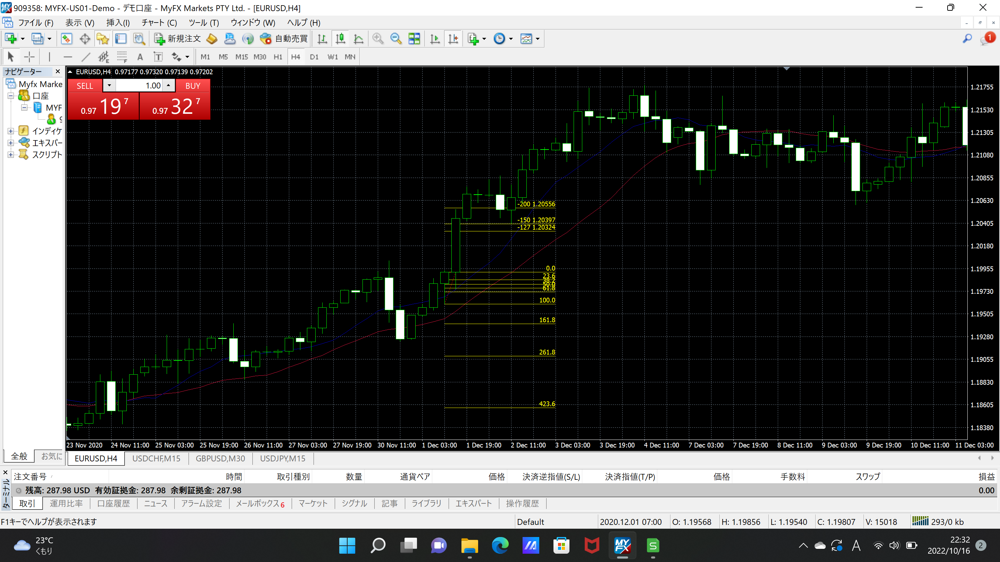 909358: MYFX-US01-Demo - デモ口座 - MyFX Markets PTY Ltd. - [EURUSD,H4]
ファイル (F) 表示 (V) 挿入(I) チャート (C) ツール (T) ウィンドウ (W) ヘルプ (H)
新規注文 自動売買 1
E F A T M1 M5 M15 M30 H1 H4 D1 W1 MN
ナビゲーター
Myfx Marke
口座
MYF
9
インディケ
エキスパー
スクリプト
全般 お気に
EURUSD,H4 0.97177 0.97320 0.97139 0.97202
SELL 1.00 BUY
0.97 19 7 0.97 32 7
-200 1.20556
-150 1.20397
-127 1.20324
0.0
23.6
38.2
50.0
61.8
100.0
161.8
261.8
423.6
1.21755
1.21530
1.21305
1.21080
1.20855
1.20630
1.20405
1.20180
1.19955
1.19730
1.19505
1.19280
1.19055
1.18830
1.18605
1.18380
23 Nov 2020 24 Nov 11:00 25 Nov 03:00 25 Nov 19:00 26 Nov 11:00 27 Nov 03:00 27 Nov 19:00 30 Nov 11:00 1 Dec 03:00 1 Dec 19:00 2 Dec 11:00 3 Dec 03:00 3 Dec 19:00 4 Dec 11:00 7 Dec 03:00 7 Dec 19:00 8 Dec 11:00 9 Dec 03:00 9 Dec 19:00 10 Dec 11:00 11 Dec 03:00
EURUSD,H4 USDCHF,M15 GBPUSD,M30 USDJPY,M15
ターミナル
注文番号 時間 取引種別 数量 通貨ペア 価格 決済逆指値(S/L) 決済指値(T/P) 価格 手数料 スワップ 損益
残高: 287.98 USD 有効証拠金: 287.98 余剰証拠金: 287.98 0.00
取引 運用比率 口座履歴 ニュース アラーム設定 メールボックス 6 マーケット シグナル 記事 ライブラリ エキスパート 操作履歴
F1キーでヘルプが表示されます Default 2020.12.01 07:00 O: 1.19568 H: 1.19856 L: 1.19540 C: 1.19807 V: 15018 293/0 kb
23°C
くもり
MY
FX
S
A
22:32
2022/10/16
2